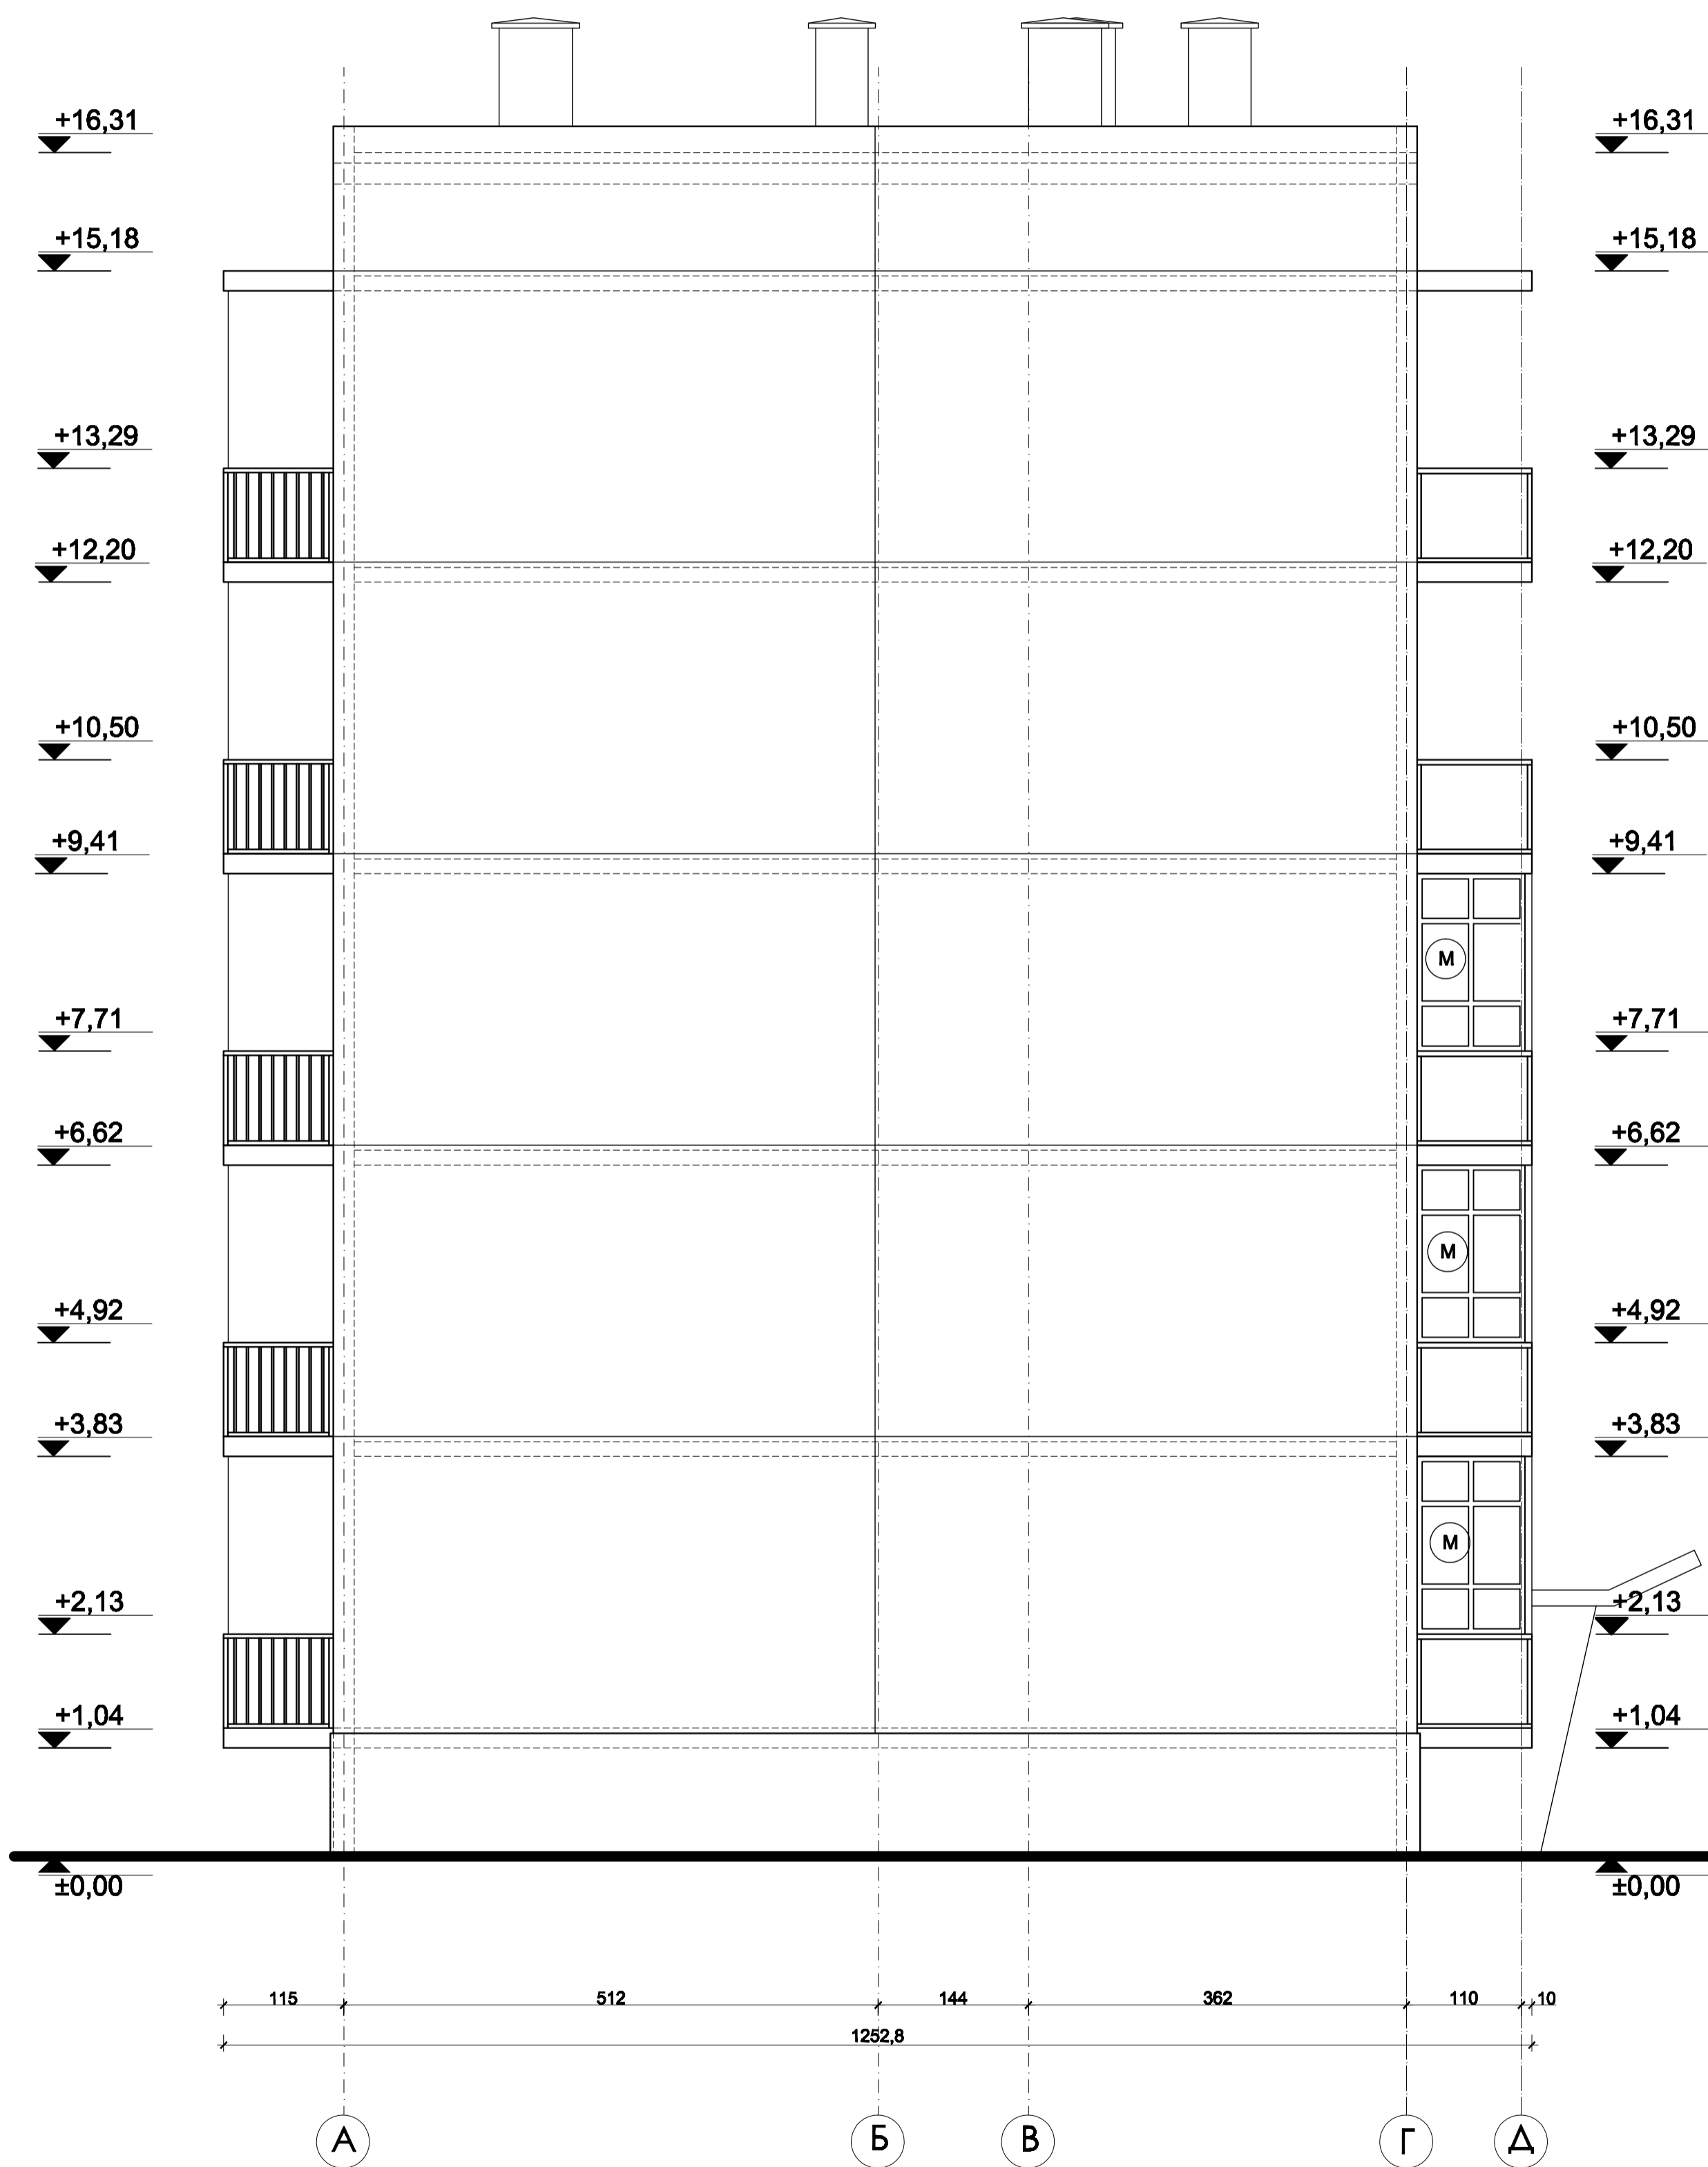 +16,31 +16,31
+15,18 +15,18
+13,29 +13,29
+12,20 +12,20
+10,50 +10,50
+9,41 +9,41
M
+7,71 +7,71
+6,62 +6,62
M
+4,92 +4,92
+3,83 +3,83
M
+2,13 +2,13
+1,04 +1,04
±0,00 ±0,00
115 512 144 362 110 10
1252,8
А Б В Г Д